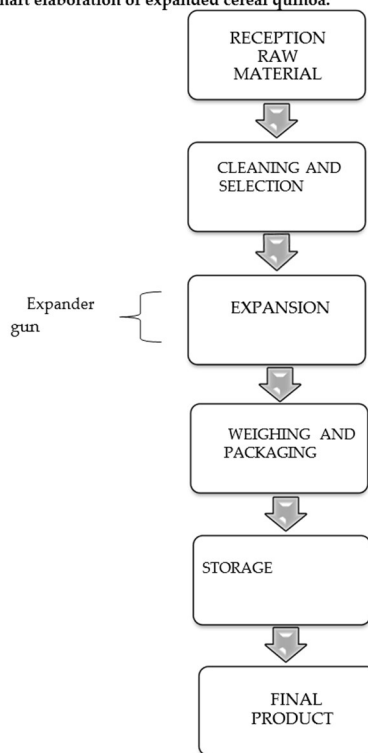 elaboration of expanded cereal quinoa.
RECEPTION
RAW
MATERIAL
CLEANING AND
SELECTION
Expander
gun
EXPANSION
WEIGHING AND
PACKAGING
STORAGE
FINAL
PRODUCT